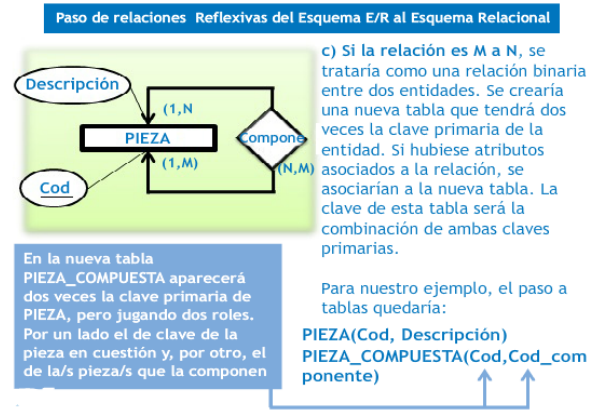 Paso de relaciones Reflexivas del Esquema E/R al Esquema Relacional
Descripción
(1,N
PIEZA
Compone
(1,M)
(N,M)
Cod
c) Si la relación es M a N, se
trataría como una relación binaria
entre dos entidades. Se crearía
una nueva tabla que tendrá dos
veces la clave primaria de la
entidad. Si hubiese atributos
asociados a la relación, se
asociarían a la nueva tabla. La
clave de esta tabla será la
combinación de ambas claves
primarias.
En la nueva tabla
PIEZA_COMPUESTA aparecerá
dos veces la clave primaria de
PIEZA, pero jugando dos roles.
Por un lado el de clave de la
pieza en cuestión y, por otro, el
de la/s pieza/s que la componen
Para nuestro ejemplo, el paso a
tablas quedaría:
PIEZA(Cod, Descripción)
PIEZA_COMPUESTA(Cod,Cod_com
ponente)